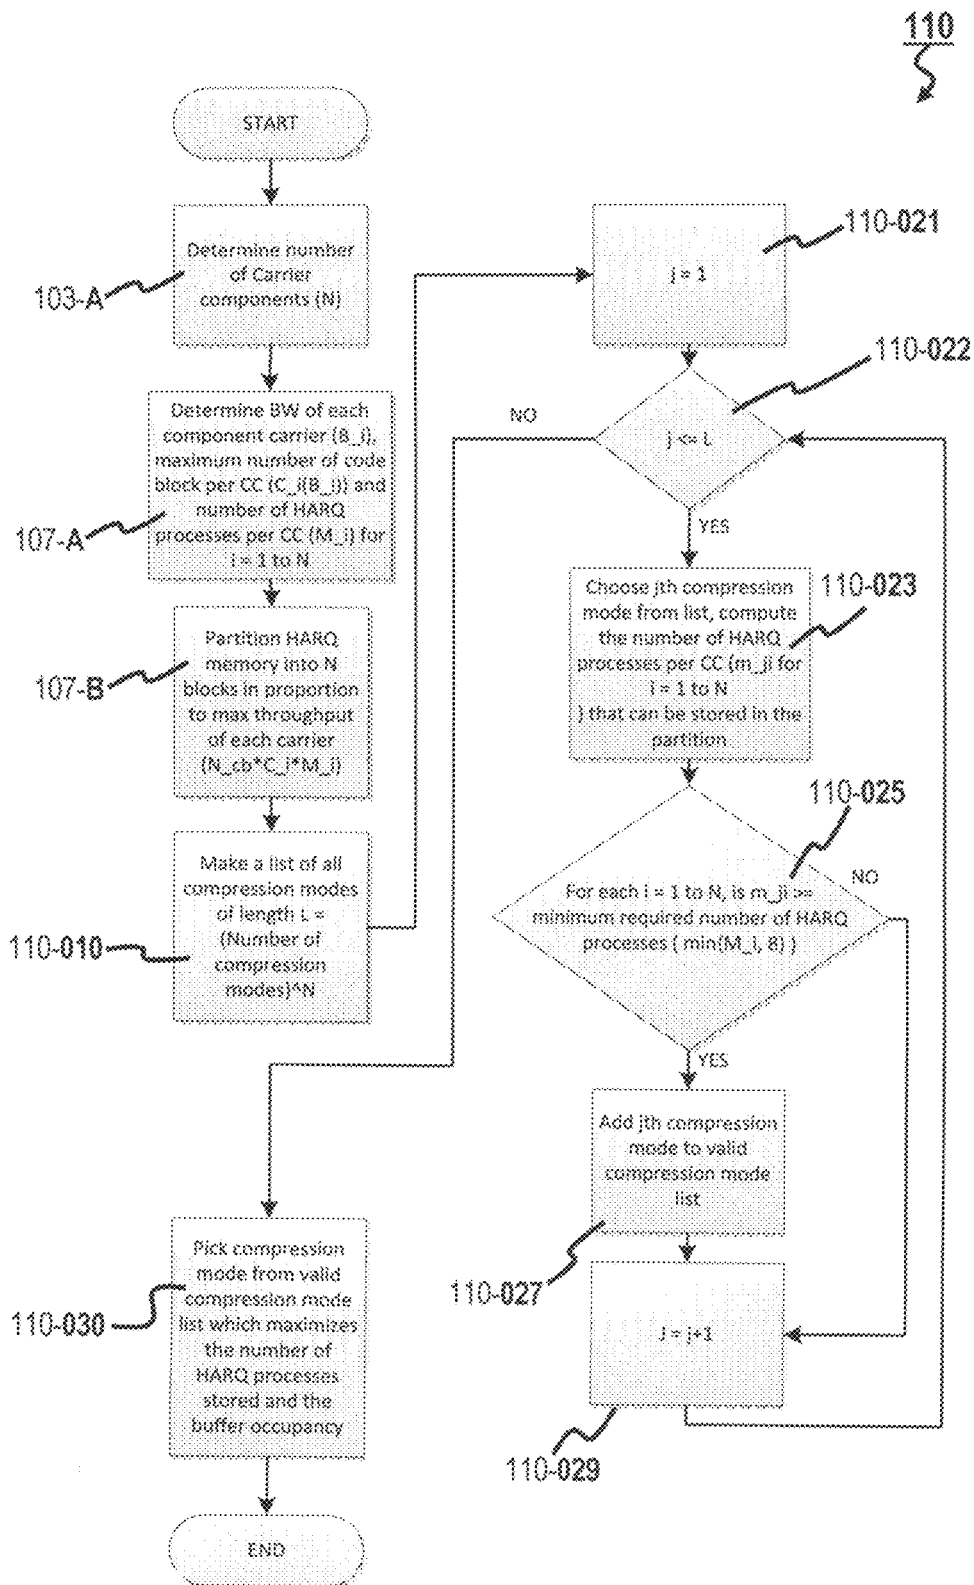 110
START
Determine number
of Carrier
components (N)
103-A
Determine BW of each
component carrier (B_i),
maximum number of code
block per CC (C_i(B_i)) and
number of HARQ
processes per CC (M_i) for
i = 1 to N
107-A
Partition HARQ
memory into N
blocks in proportion
to max throughput
of each carrier
(N_cb*C_i*M_i)
107-B
Make a list of all
compression modes
of length L =
(Number of
compression
modes)^N
110-010
j = 1
110-021
j <= L
110-022
NO
YES
Choose jth compression
mode from list, compute
the number of HARQ
processes per CC (m_ji for
i = 1 to N
) that can be stored in the
partition
110-023
For each i = 1 to N, is m_ji >=
minimum required number of HARQ
processes ( min(M_i, 8) )
110-025
NO
YES
Add jth compression
mode to valid
compression mode
list
110-027
J = j+1
110-029
Pick compression
mode from valid
compression mode
list which maximizes
the number of
HARQ processes
stored and the
buffer occupancy
110-030
END